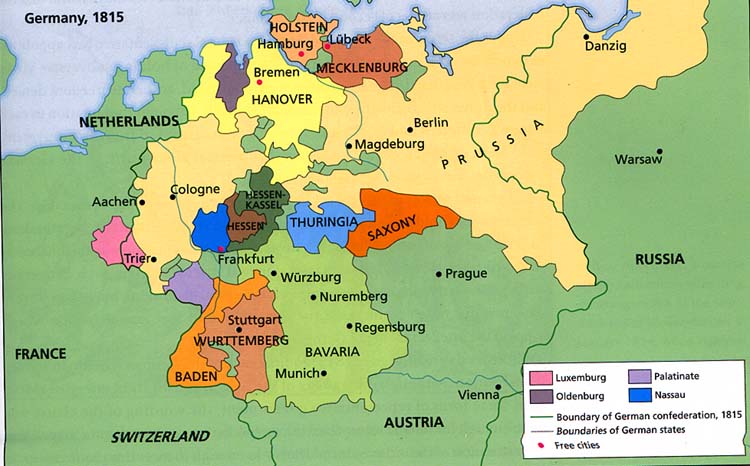 Germany, 1815
HOLSTEIN
Hamburg
Lübeck
MECKLENBURG
Danzig
Bremen
HANOVER
NETHERLANDS
Berlin
Magdeburg
PRUSSIA
Warsaw
Aachen
Cologne
HESSEN-
KASSEL
HESSEN
THURINGIA
SAXONY
Trier
Frankfurt
Würzburg
Prague
RUSSIA
Nuremberg
Stuttgart
Regensburg
WURTTEMBERG
FRANCE
BAVARIA
BADEN
Munich
Vienna
AUSTRIA
SWITZERLAND
Luxemburg
Palatinate
Oldenburg
Nassau
Boundary of German confederation, 1815
Boundaries of German states
Free cities